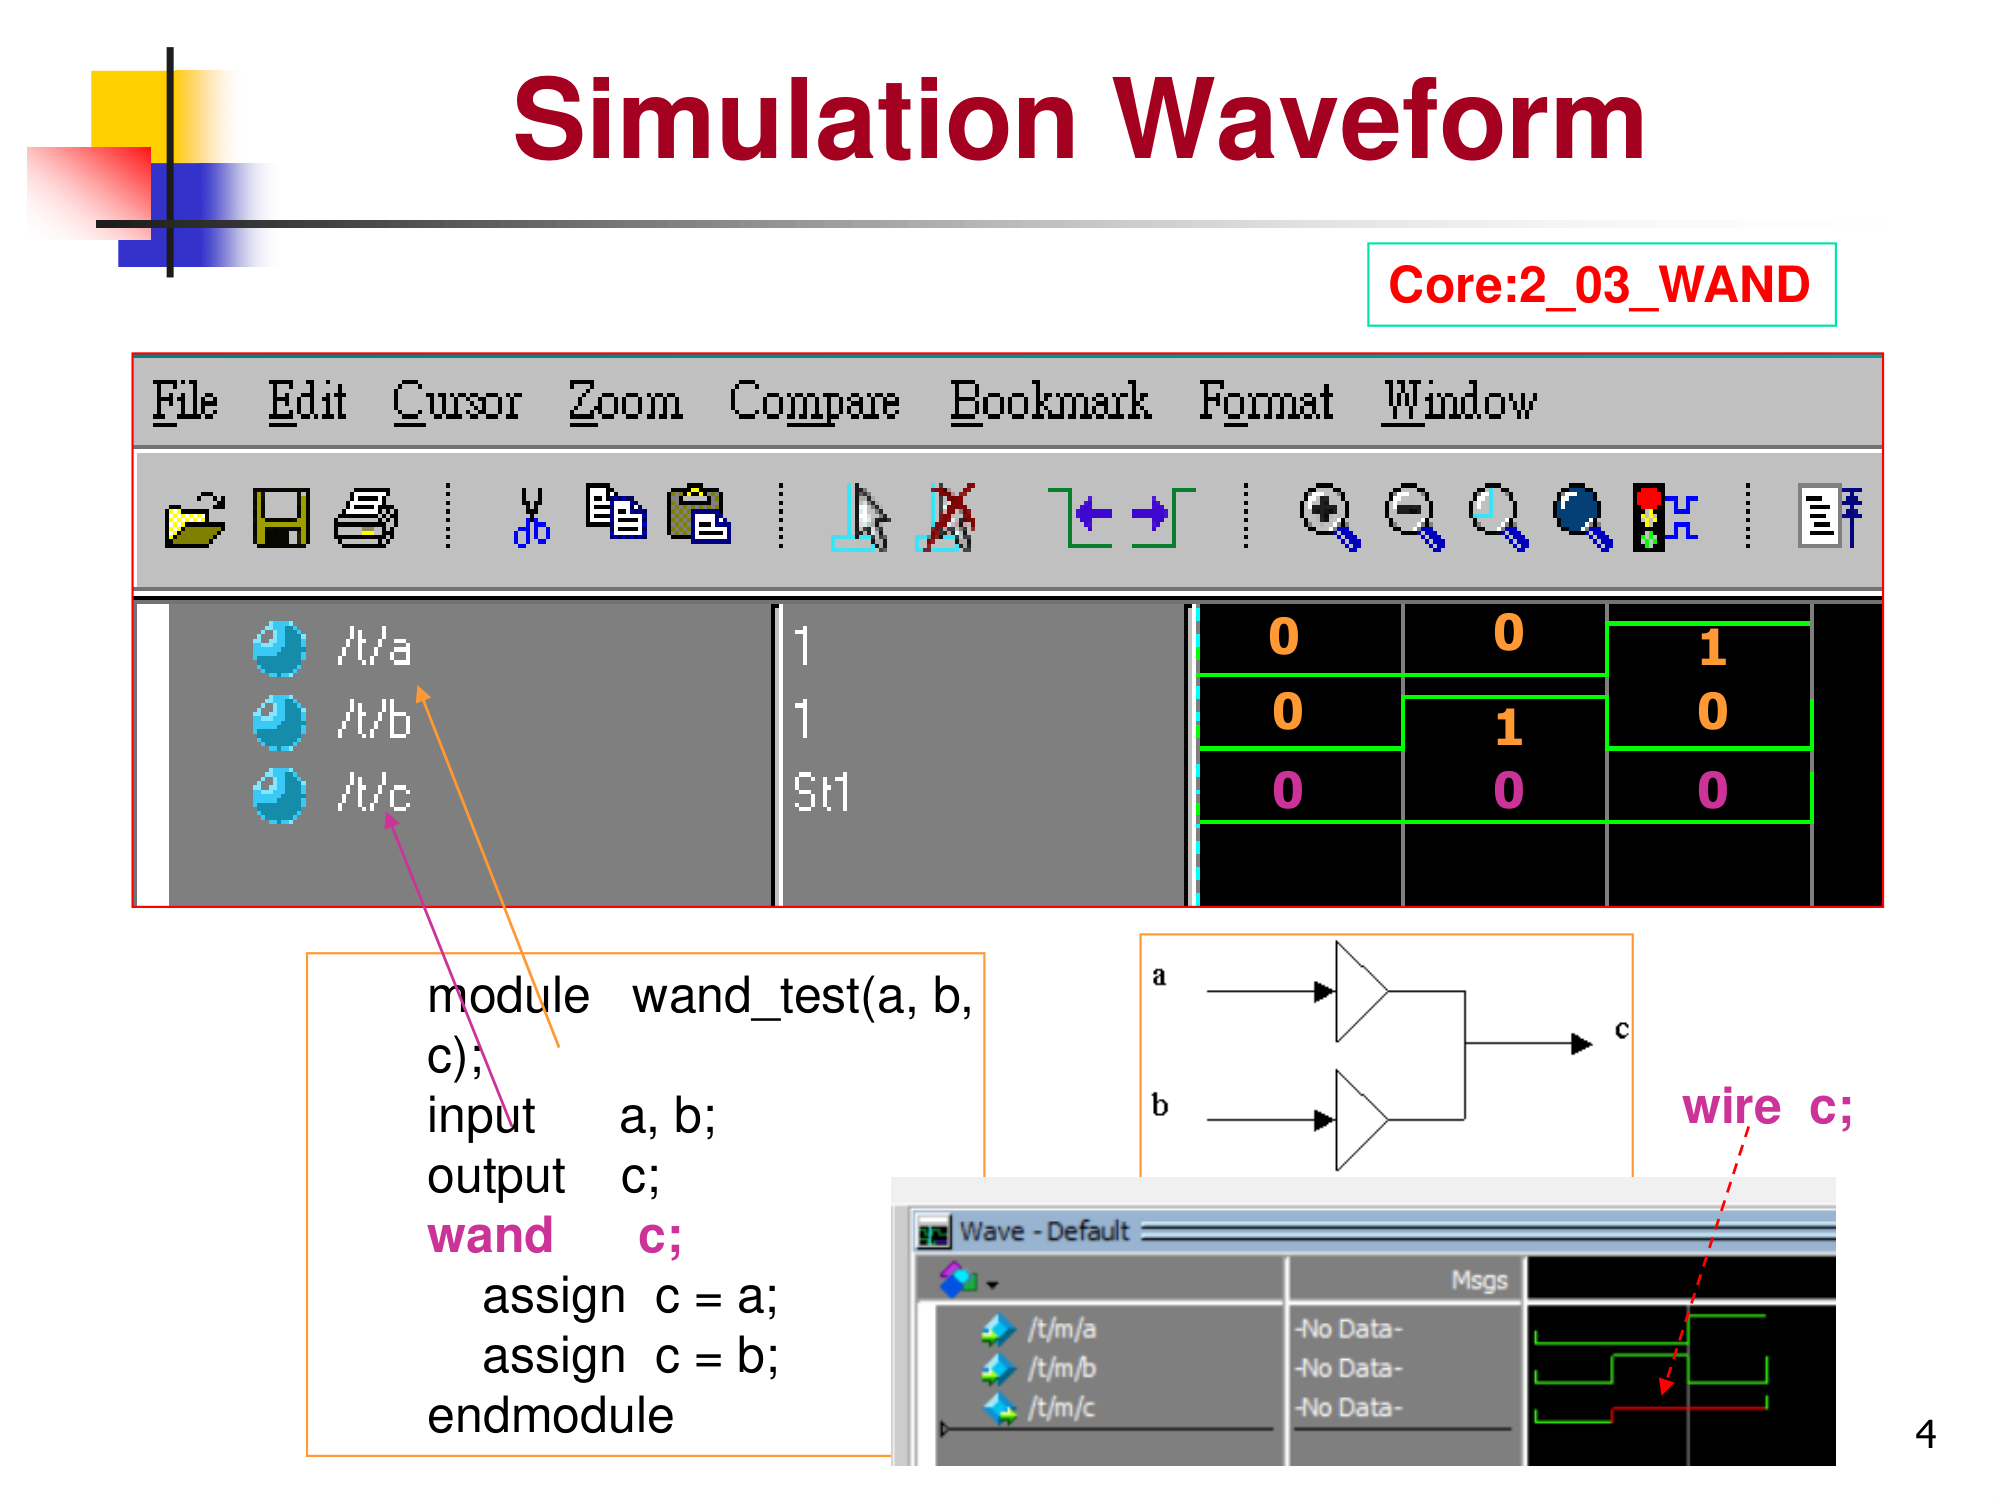 Simulation Waveform
Core:2_03_WAND
File Edit Cursor Zoom Compare Bookmark Format Window
/t/a 1 0 0 1
/t/b 1 0 1 0
/t/c St1 0 0 0
module wand_test(a, b,
c);
input a, b;
output c;
wand c;
assign c = a;
assign c = b;
endmodule
a
b
c
wire c;
Wave - Default
Msgs
/t/m/a -No Data-
/t/m/b -No Data-
/t/m/c -No Data-
4